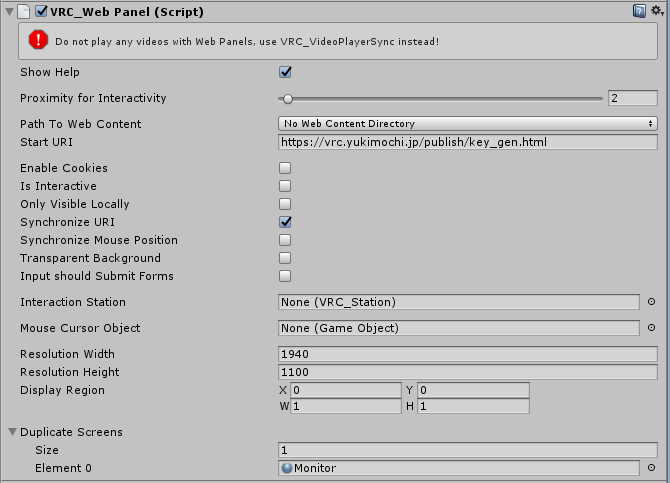 VRC_Web Panel (Script)
Do not play any videos with Web Panels, use VRC_VideoPlayerSync instead!
Show Help
Proximity for Interactivity 2
Path To Web Content No Web Content Directory
Start URI https://vrc.yukimochi.jp/publish/key_gen.html
Enable Cookies
Is Interactive
Only Visible Locally
Synchronize URI
Synchronize Mouse Position
Transparent Background
Input should Submit Forms
Interaction Station None (VRC_Station)
Mouse Cursor Object None (Game Object)
Resolution Width 1940
Resolution Height 1100
Display Region X 0 Y 0
W 1 H 1
Duplicate Screens
Size 1
Element 0 Monitor